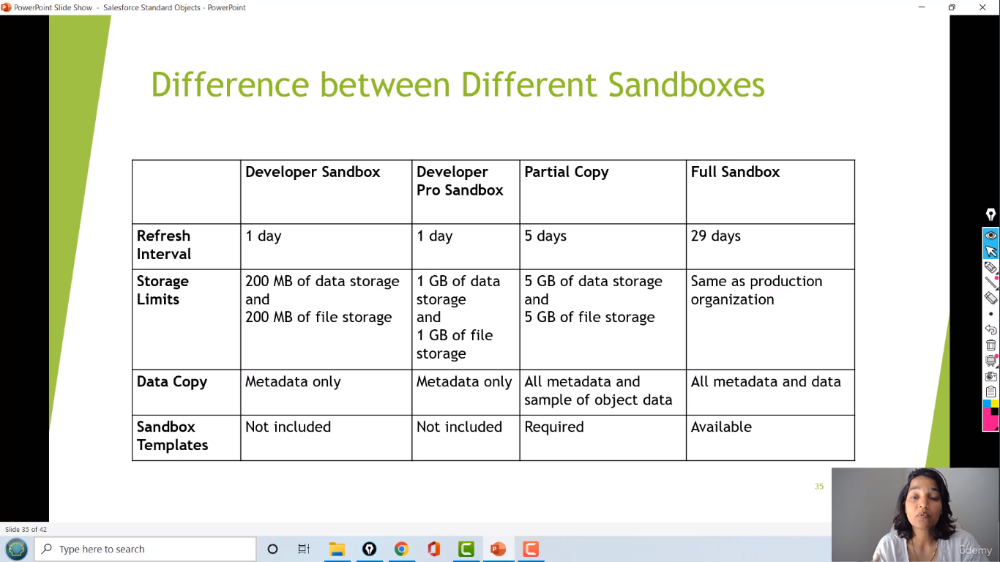 PowerPoint Slide Show - Salesforce Standard Objects - PowerPoint
Difference between Different Sandboxes
Developer Sandbox
Developer
Pro Sandbox
Partial Copy
Full Sandbox
Refresh
Interval
1 day
1 day
5 days
29 days
Storage
Limits
200 MB of data storage
and
200 MB of file storage
1 GB of data
storage
and
1 GB of file
storage
5 GB of data storage
and
5 GB of file storage
Same as production
organization
Data Copy
Metadata only
Metadata only
All metadata and
sample of object data
All metadata and data
Sandbox
Templates
Not included
Not included
Required
Available
35
Slide 35 of 42
Type here to search
ûdemy